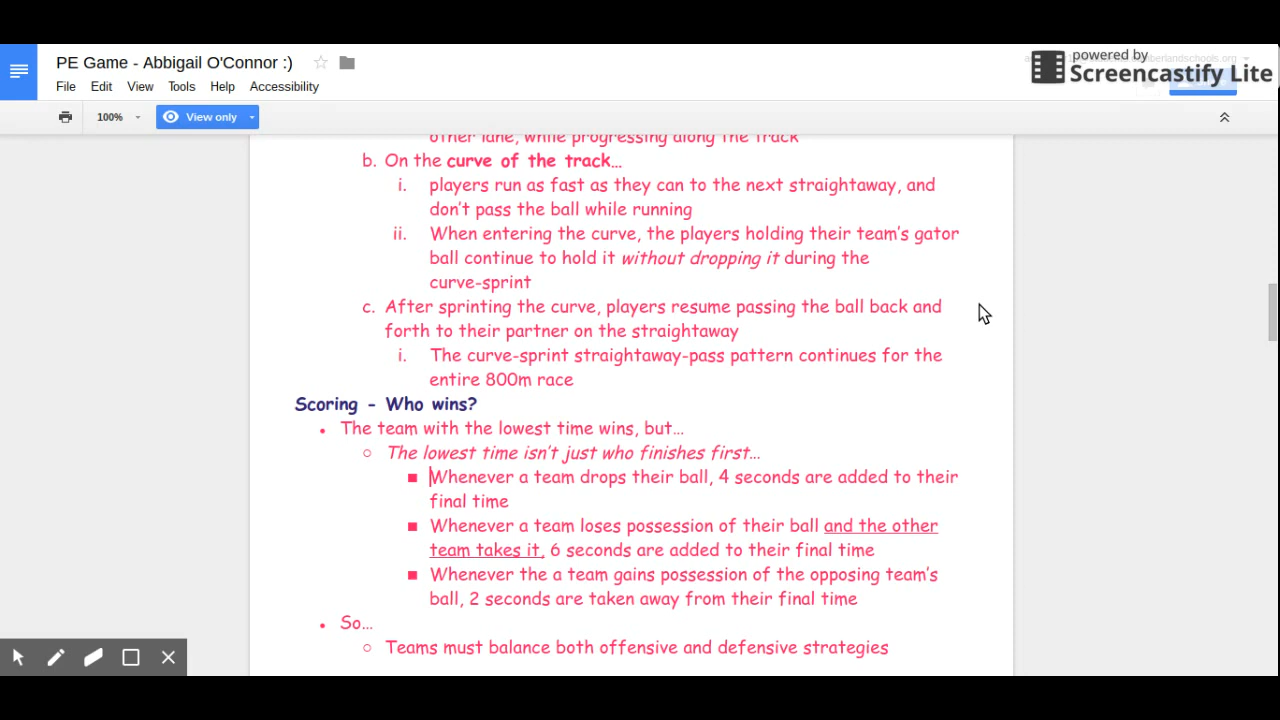 PE Game - Abbigail O'Connor :)
powered by
Screencastify Lite
File Edit View Tools Help Accessibility
100% View only
other lane, while progressing along the track
b. On the curve of the track…
i. players run as fast as they can to the next straightaway, and
don't pass the ball while running
ii. When entering the curve, the players holding their team's gator
ball continue to hold it without dropping it during the
curve-sprint
c. After sprinting the curve, players resume passing the ball back and
forth to their partner on the straightaway
i. The curve-sprint straightaway-pass pattern continues for the
entire 800m race
Scoring - Who wins?
• The team with the lowest time wins, but…
○ The lowest time isn't just who finishes first…
■ Whenever a team drops their ball, 4 seconds are added to their
final time
■ Whenever a team loses possession of their ball and the other
team takes it, 6 seconds are added to their final time
■ Whenever the a team gains possession of the opposing team's
ball, 2 seconds are taken away from their final time
• So…
○ Teams must balance both offensive and defensive strategies